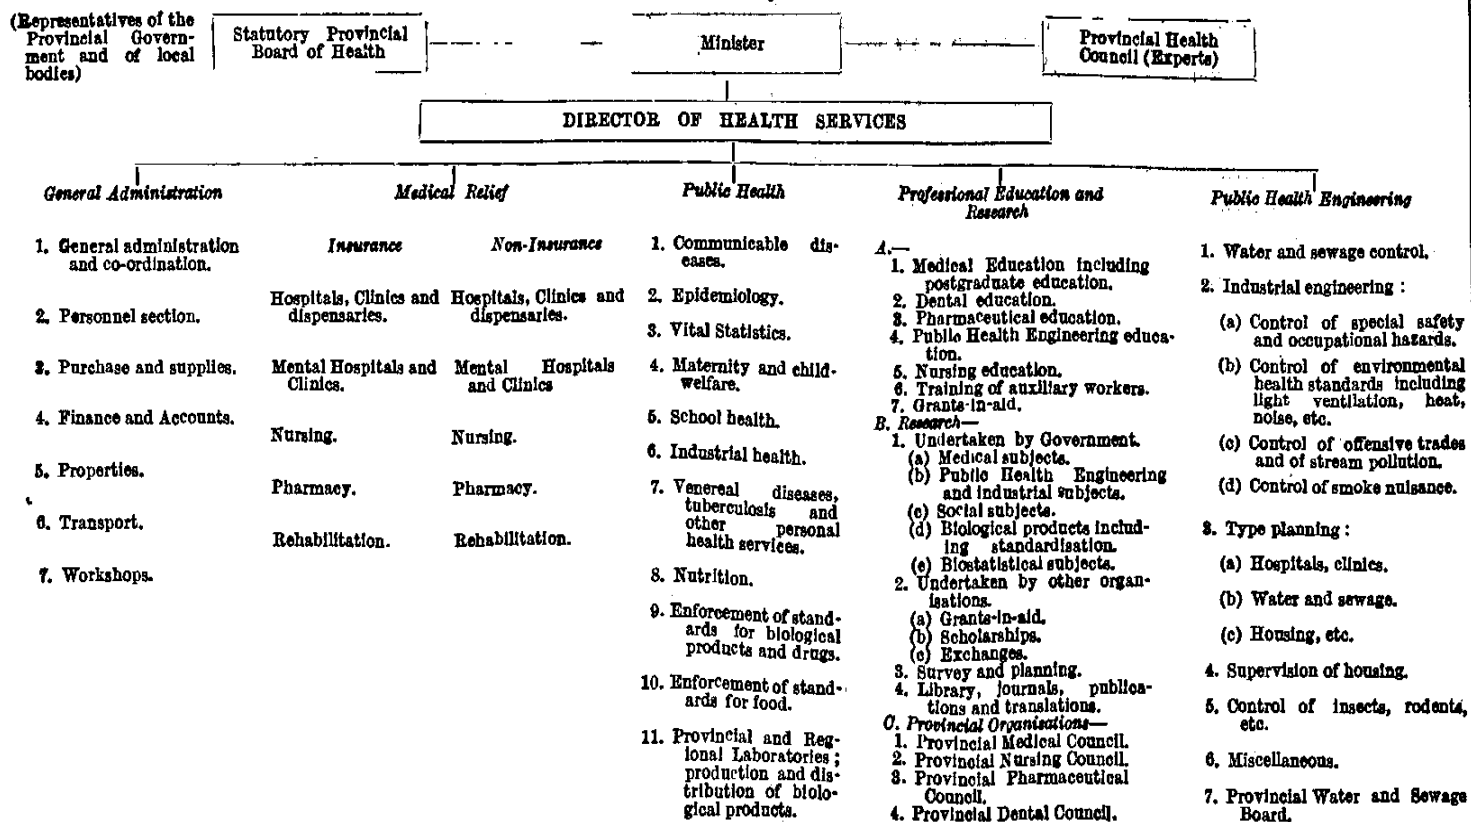 (Representatives of the
Provincial Govern-
ment and of local
bodies)
Statutory Provincial
Board of Health
Minister
Provincial Health
Council (Experts)
DIRECTOR OF HEALTH SERVICES
General Administration
1. General administration
and co-ordination.
2. Personnel section.
3. Purchase and supplies.
4. Finance and Accounts.
5. Properties.
6. Transport.
7. Workshops.
Medical Relief
Insurance
Hospitals, Clinics and
dispensaries.
Mental Hospitals and
Clinics.
Nursing.
Pharmacy.
Rehabilitation.
Non-Insurance
Hospitals, Clinics and
dispensaries.
Mental Hospitals
and Clinics
Nursing.
Pharmacy.
Rehabilitation.
Public Health
1. Communicable dis-
eases.
2. Epidemiology.
3. Vital Statistics.
4. Maternity and child-
welfare.
5. School health.
6. Industrial health.
7. Venereal diseases,
tuberculosis and
other personal
health services.
8. Nutrition.
9. Enforcement of stand-
ards for biological
products and drugs.
10. Enforcement of stand-
ards for food.
11. Provincial and Reg-
ional Laboratories;
production and dis-
tribution of biolo-
gical products.
Professional Education and
Research
A.—
1. Medical Education including
postgraduate education.
2. Dental education.
3. Pharmaceutical education.
4. Public Health Engineering educa-
tion.
5. Nursing education.
6. Training of auxiliary workers.
7. Grants-in-aid.
B. Research—
1. Undertaken by Government.
(a) Medical subjects.
(b) Public Health Engineering
and industrial subjects.
(c) Social subjects.
(d) Biological products includ-
ing standardisation.
(e) Biostatistical subjects.
2. Undertaken by other organ-
isations.
(a) Grants-in-aid.
(b) Scholarships.
(c) Exchanges.
3. Survey and planning.
4. Library, journals, publica-
tions and translations.
C. Provincial Organisations—
1. Provincial Medical Council.
2. Provincial Nursing Council.
3. Provincial Pharmaceutical
Council.
4. Provincial Dental Council.
Public Health Engineering
1. Water and sewage control.
2. Industrial engineering :
(a) Control of special safety
and occupational hazards.
(b) Control of environmental
health standards including
light ventilation, heat,
noise, etc.
(c) Control of offensive trades
and of stream pollution.
(d) Control of smoke nuisance.
3. Type planning :
(a) Hospitals, clinics.
(b) Water and sewage.
(c) Housing, etc.
4. Supervision of housing.
5. Control of insects, rodents,
etc.
6. Miscellaneous.
7. Provincial Water and Sewage
Board.